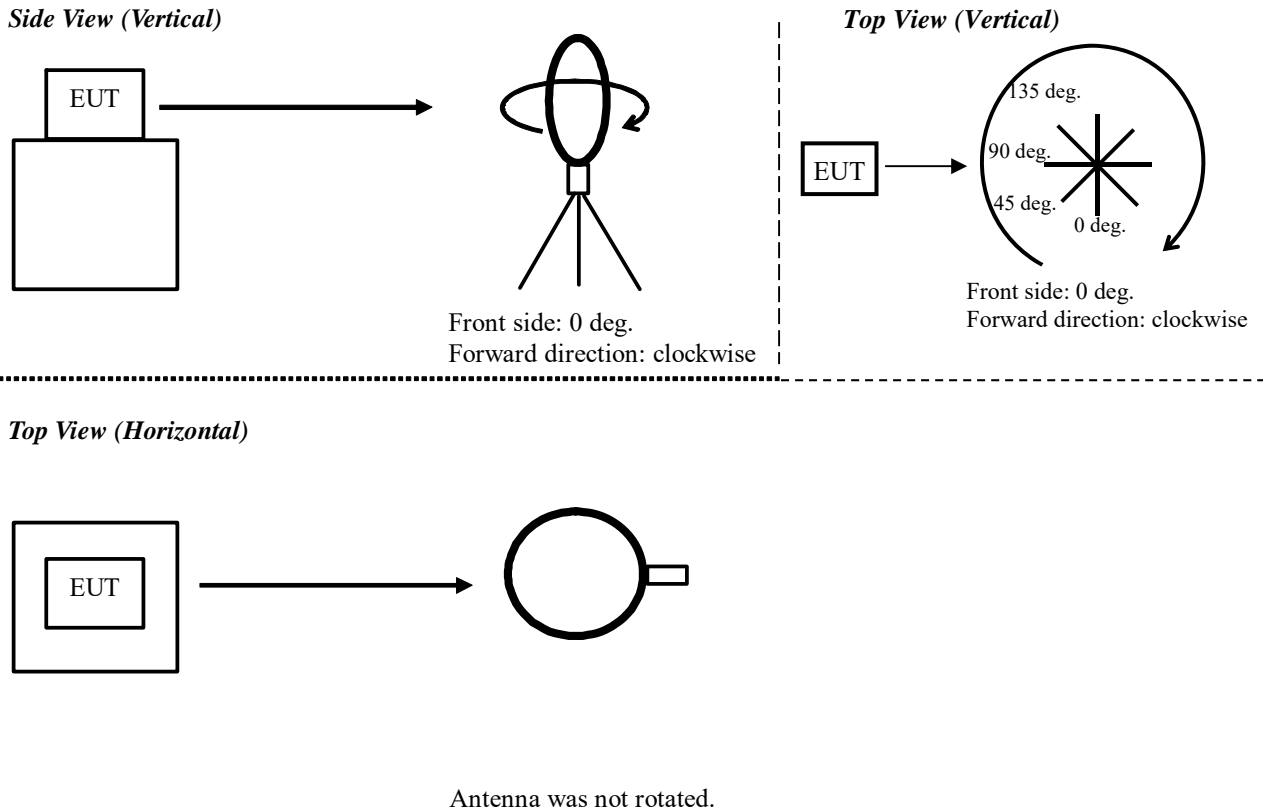 Side View (Vertical)
EUT
Front side: 0 deg.
Forward direction: clockwise
Top View (Vertical)
135 deg.
90 deg.
EUT
45 deg.
0 deg.
Front side: 0 deg.
Forward direction: clockwise
Top View (Horizontal)
EUT
Antenna was not rotated.